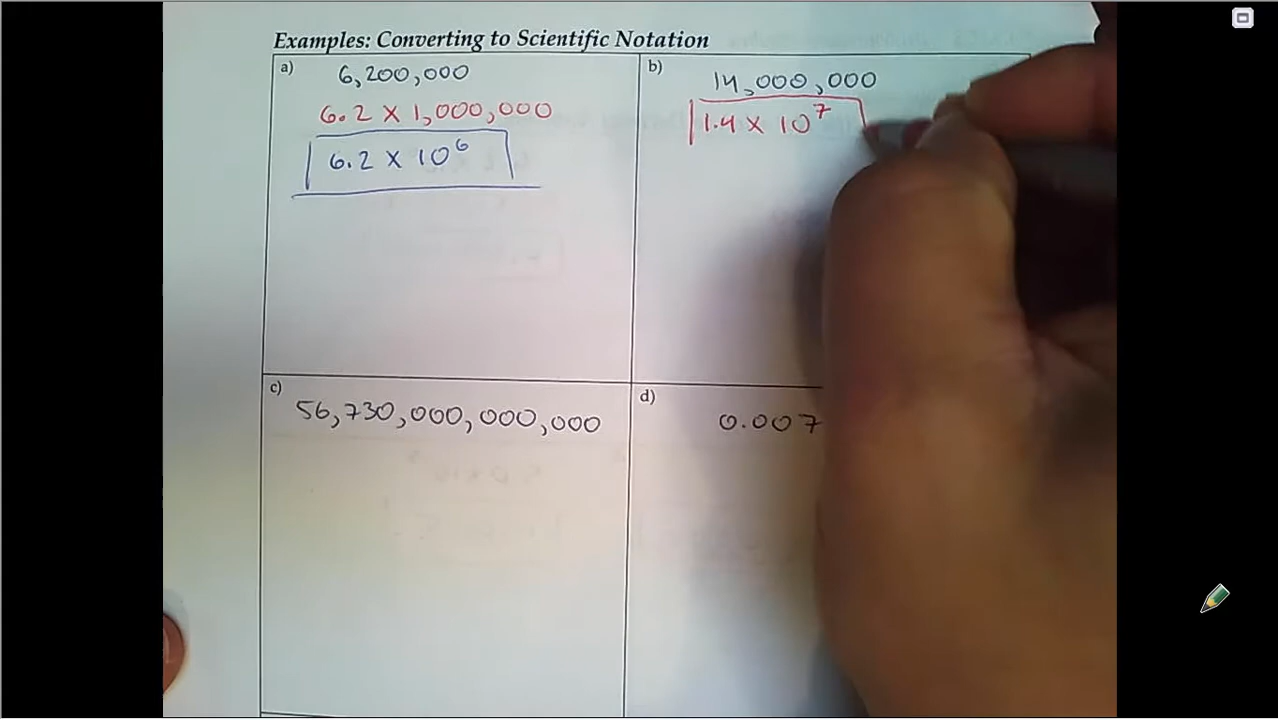 Examples: Converting to Scientific Notation
a) 6,200,000
6.2 x 1,000,000
6.2 x 10⁶
b) 14,000,000
1.4 x 10⁷
c) 56,730,000,000,000
d) 0.007